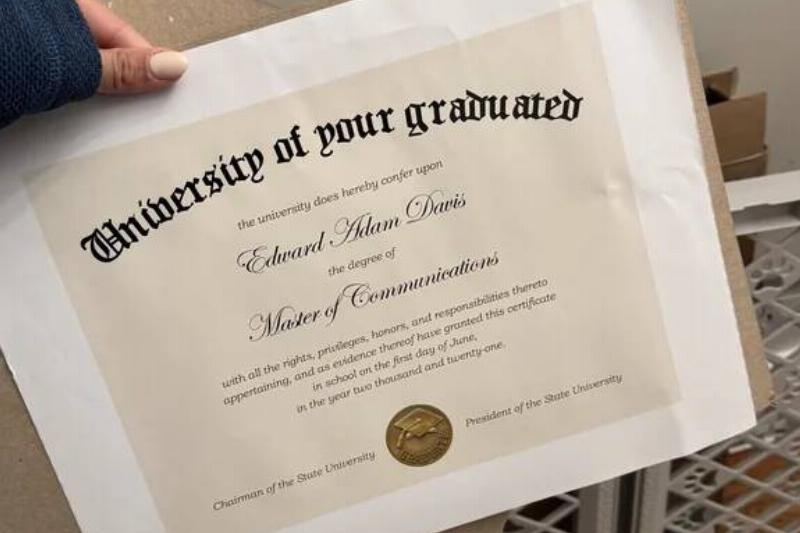 University of your graduated
the university does hereby confer upon
Edward Adam Davis
the degree of
Master of Communications
with all the rights, privileges, honors, and responsibilities thereto
appertaining, and as evidence thereof have granted this certificate
in school on the first day of June,
in the year two thousand and twenty-one.
Chairman of the State University
President of the State University